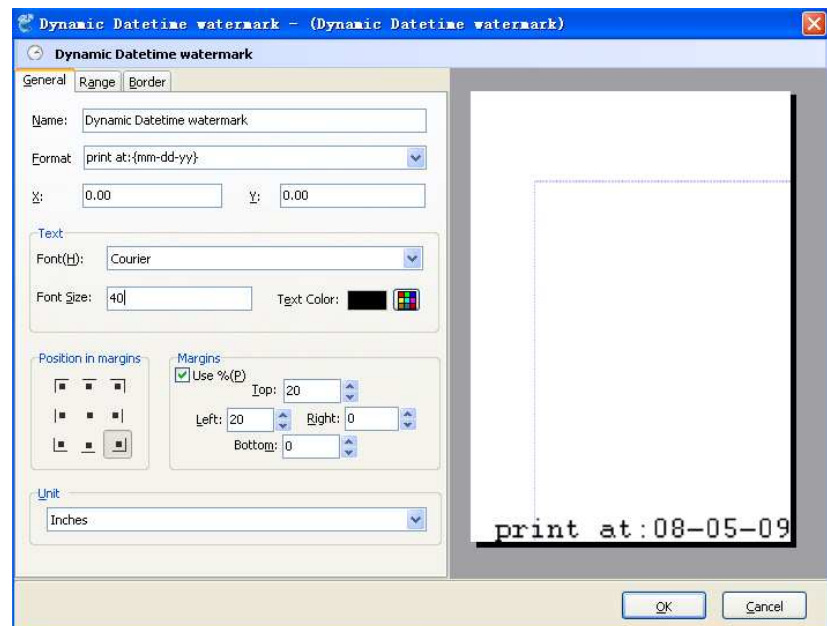 Dynamic Datetime watermark - (Dynamic Datetime watermark)
Dynamic Datetime watermark
General Range Border
Name: Dynamic Datetime watermark
Format print at:{mm-dd-yy}
X: 0.00 Y: 0.00
Text
Font(H): Courier
Font Size: 40 Text Color:
Position in margins
Margins
Use %(P)
Top: 20
Left: 20 Right: 0
Bottom: 0
Unit
Inches
print at:08-05-09
OK Cancel